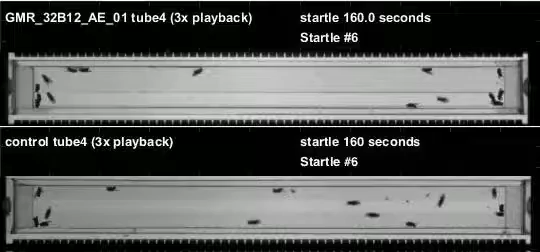 GMR_32B12_AE_01 tube4 (3x playback) startle 160.0 seconds
Startle #6
control tube4 (3x playback) startle 160 seconds
Startle #6